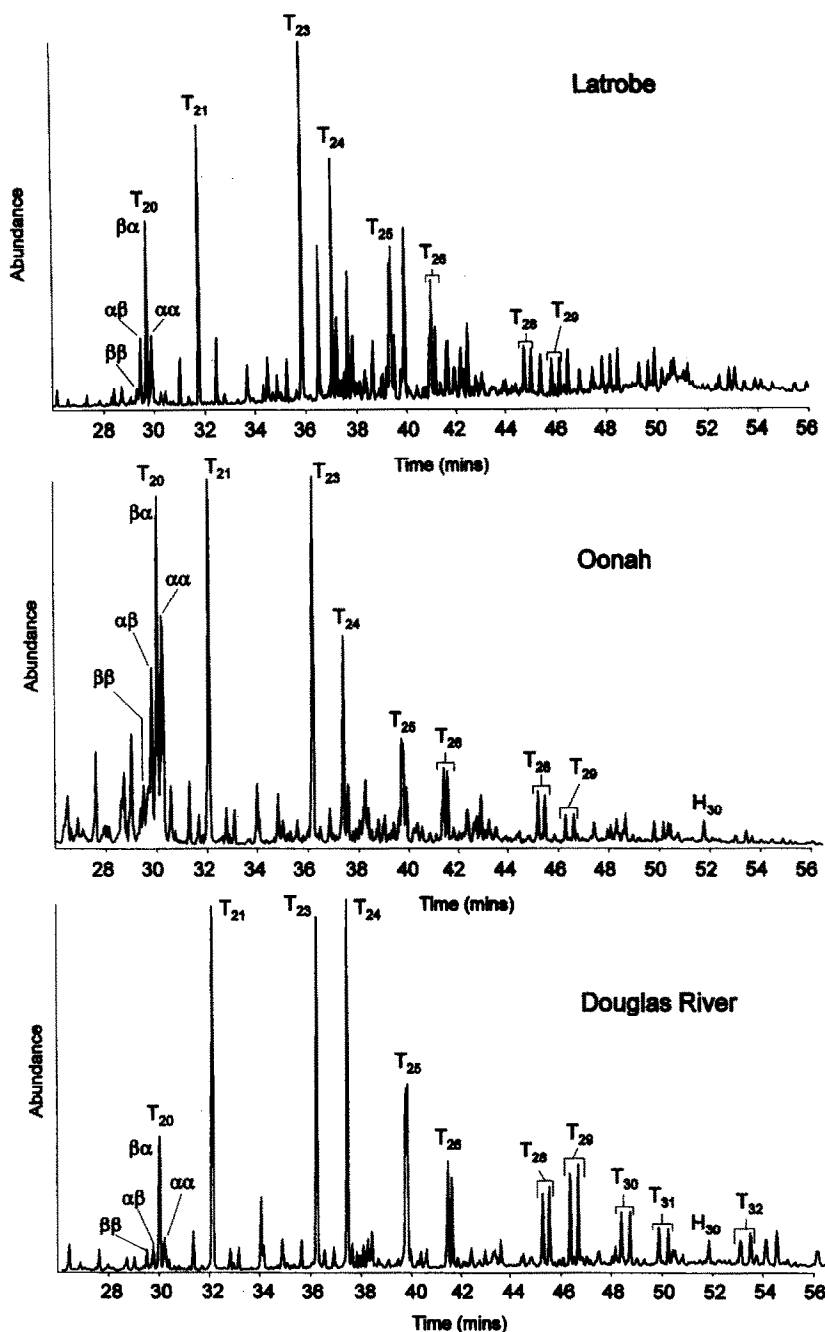 T23
Latrobe
T21
T24
T20
βα
T25
T26
αβ
αα
ββ
T28
T29
Abundance
28 30 32 34 36 38 40 42 44 46 48 50 52 54 56
Time (mins)
T20
T21
T23
βα
Oonah
αα
αβ
T24
ββ
T25
T26
T28
T29
H30
Abundance
28 30 32 34 36 38 40 42 44 46 48 50 52 54 56
Time (mins)
T21
T23
T24
Douglas River
T25
T20
βα
T26
αβ
αα
ββ
T28
T29
T30
T31
H30
T32
Abundance
28 30 32 34 36 38 40 42 44 46 48 50 52 54 56
Time (mins)